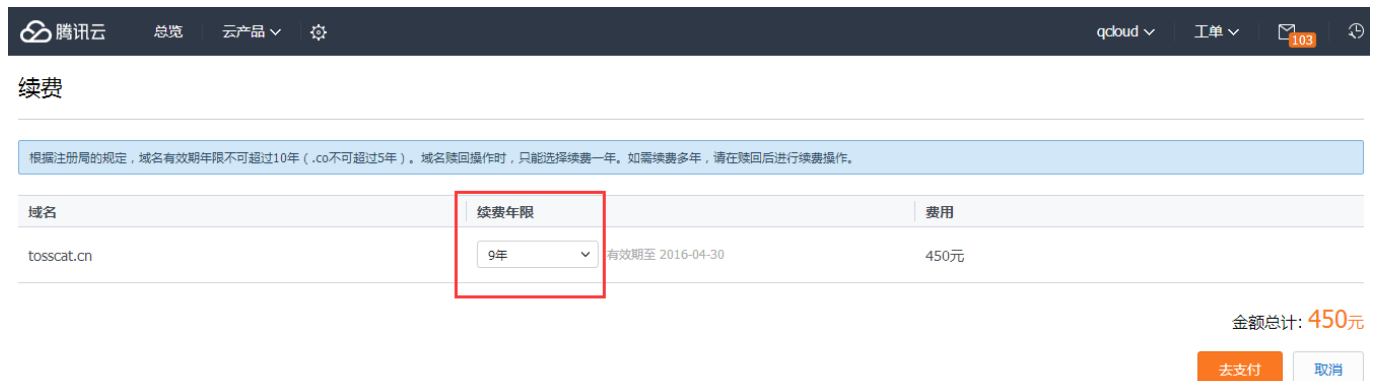 腾讯云 总览 云产品 qcloud 工单 103
续费
根据注册局的规定，域名有效期年限不可超过10年（.co不可超过5年）。域名赎回操作时，只能选择续费一年。如需续费多年，请在赎回后进行续费操作。
域名 续费年限 费用
tosscat.cn 9年 有效期至 2016-04-30 450元
金额总计: 450元
去支付 取消